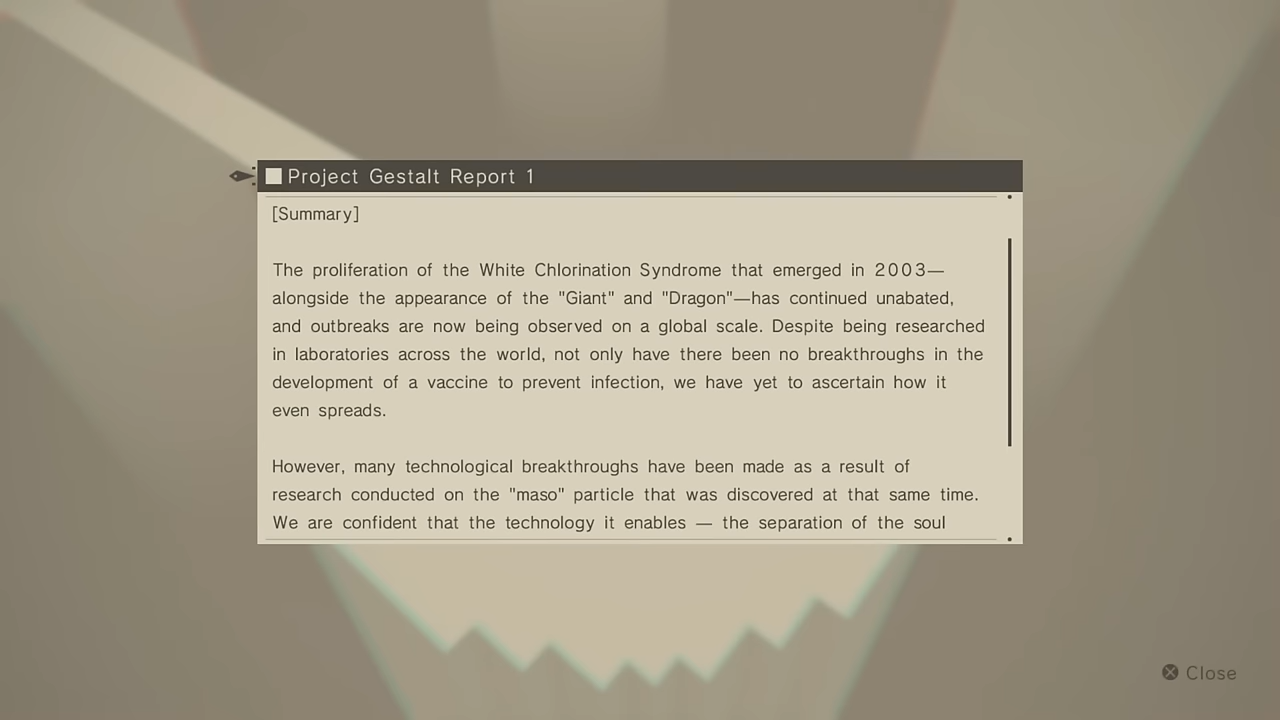 Project Gestalt Report 1
[Summary]
The proliferation of the White Chlorination Syndrome that emerged in 2003—
alongside the appearance of the "Giant" and "Dragon"—has continued unabated,
and outbreaks are now being observed on a global scale. Despite being researched
in laboratories across the world, not only have there been no breakthroughs in the
development of a vaccine to prevent infection, we have yet to ascertain how it
even spreads.
However, many technological breakthroughs have been made as a result of
research conducted on the "maso" particle that was discovered at that same time.
We are confident that the technology it enables — the separation of the soul
Close